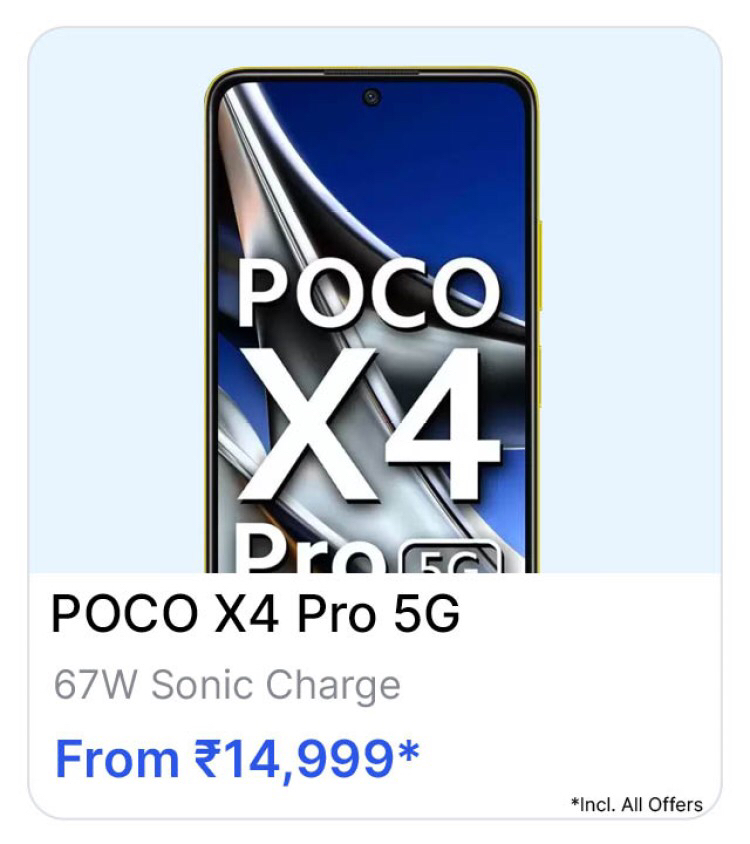 POCO
X4
Pro 5G
POCO X4 Pro 5G
67W Sonic Charge
From ₹14,999*
*Incl. All Offers